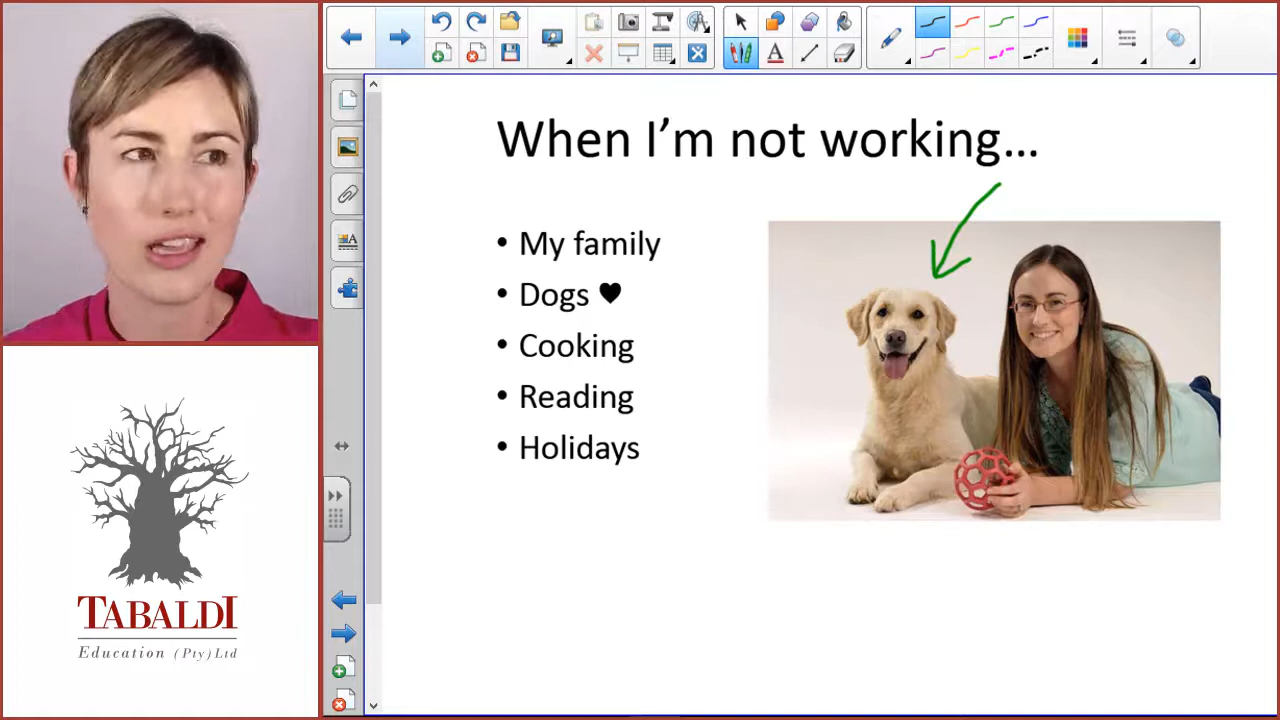 When I'm not working...
• My family
• Dogs ♥
• Cooking
• Reading
• Holidays
TABALDI
Education (Pty) Ltd